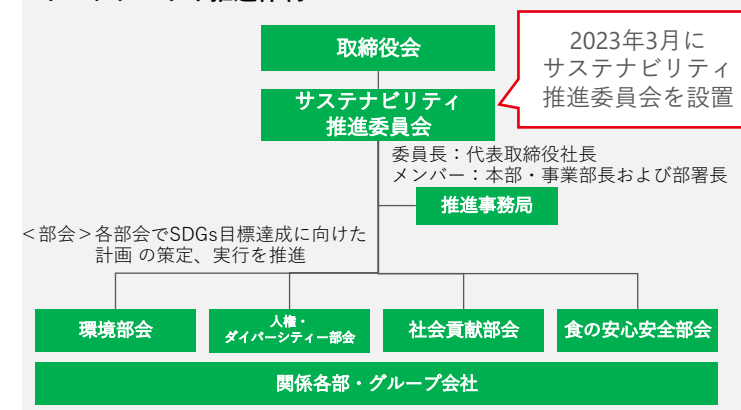 取締役会
2023年3月に
サステナビリティ
推進委員会を設置
サステナビリティ
推進委員会
委員長：代表取締役社長
メンバー：本部・事業部長および部署長
推進事務局
＜部会＞各部会でSDGs目標達成に向けた
計画 の策定、実行を推進
環境部会
人権・
ダイバーシティー部会
社会貢献部会
食の安心安全部会
関係各部・グループ会社